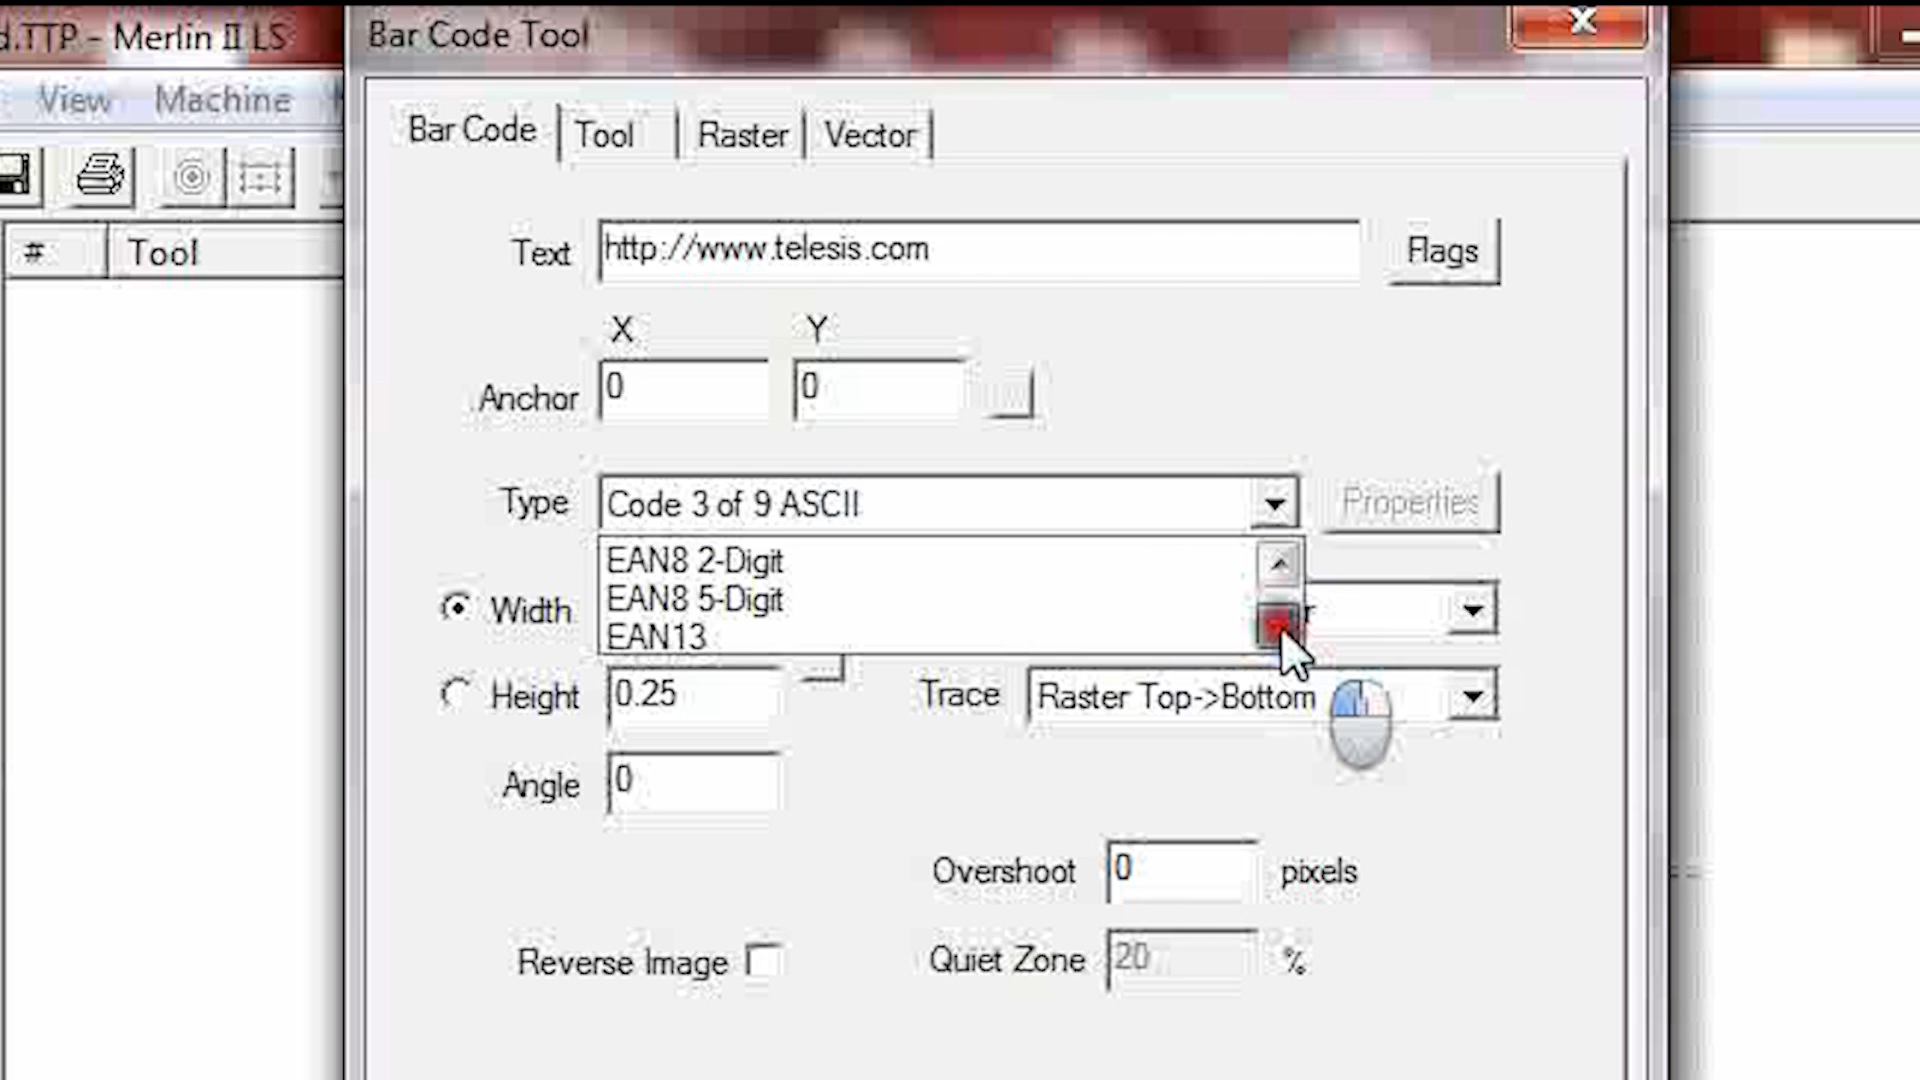 d.TTP - Merlin II LS
Bar Code Tool
View Machine
Bar Code Tool Raster Vector
# Tool
Text http://www.telesis.com Flags
X Y
Anchor 0 0
Type Code 3 of 9 ASCII Properties
EAN8 2-Digit
EAN8 5-Digit
EAN13
Width
Height 0.25 Trace Raster Top->Bottom
Angle 0
Overshoot 0 pixels
Reverse Image Quiet Zone 20 %